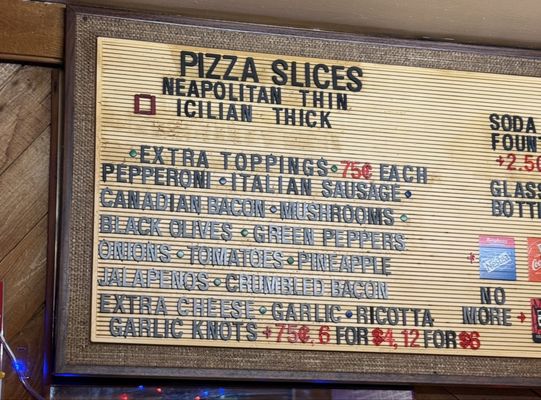 PIZZA SLICES
NEAPOLITAN THIN
ICILIAN THICK
EXTRA TOPPINGS 75¢ EACH
PEPPERONI ITALIAN SAUSAGE
CANADIAN BACON MUSHROOMS
BLACK OLIVES GREEN PEPPERS
ONIONS TOMATOES PINEAPPLE
JALAPENOS CRUMBLED BACON
EXTRA CHEESE GARLIC RICOTTA
GARLIC KNOTS +75¢, 6 FOR $4, 12 FOR $6
SODA
FOUN
+2.50
GLASS
BOTT
NO
MORE